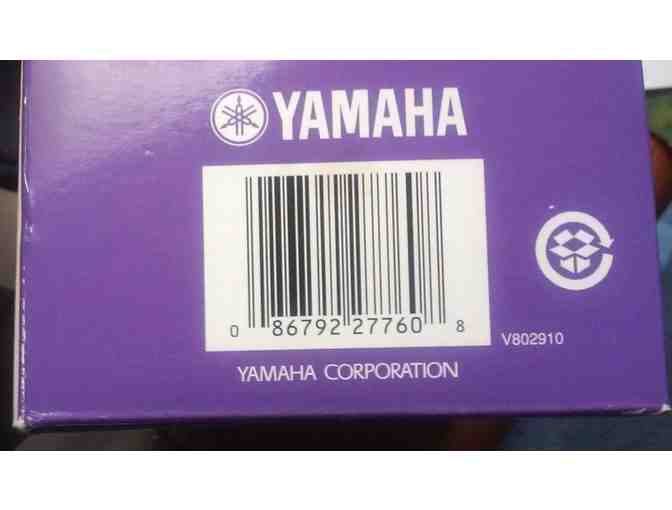 YAMAHA
0 86792 27760 8
V802910
YAMAHA CORPORATION